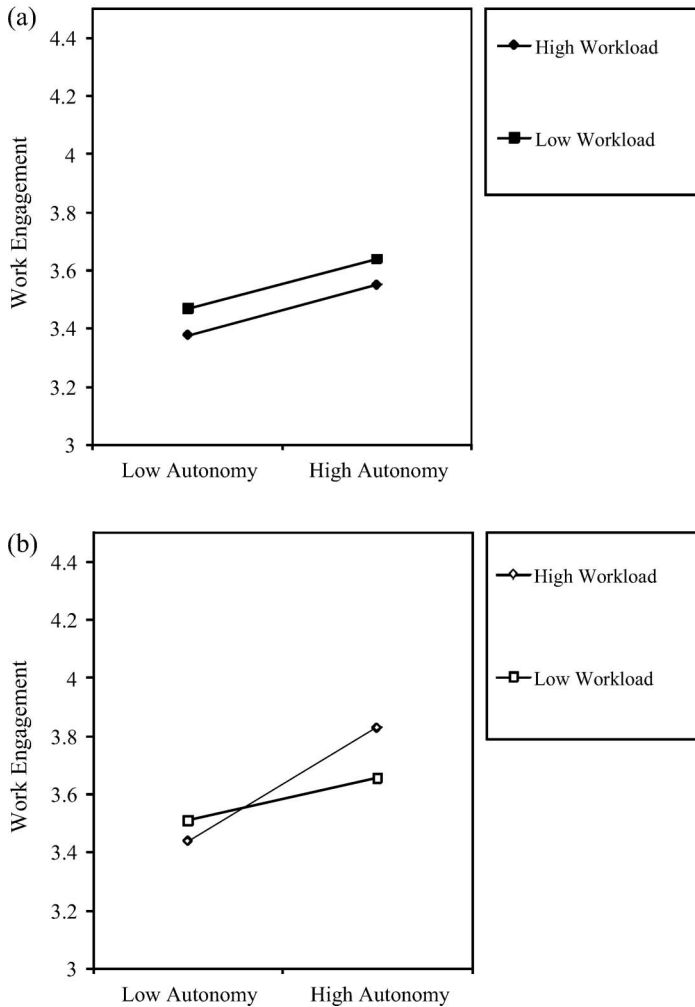 (a)
4.4
4.2
4
3.8
3.6
3.4
3.2
3
Work Engagement
Low Autonomy High Autonomy
High Workload
Low Workload
(b)
4.4
4.2
4
3.8
3.6
3.4
3.2
3
Work Engagement
Low Autonomy High Autonomy
High Workload
Low Workload